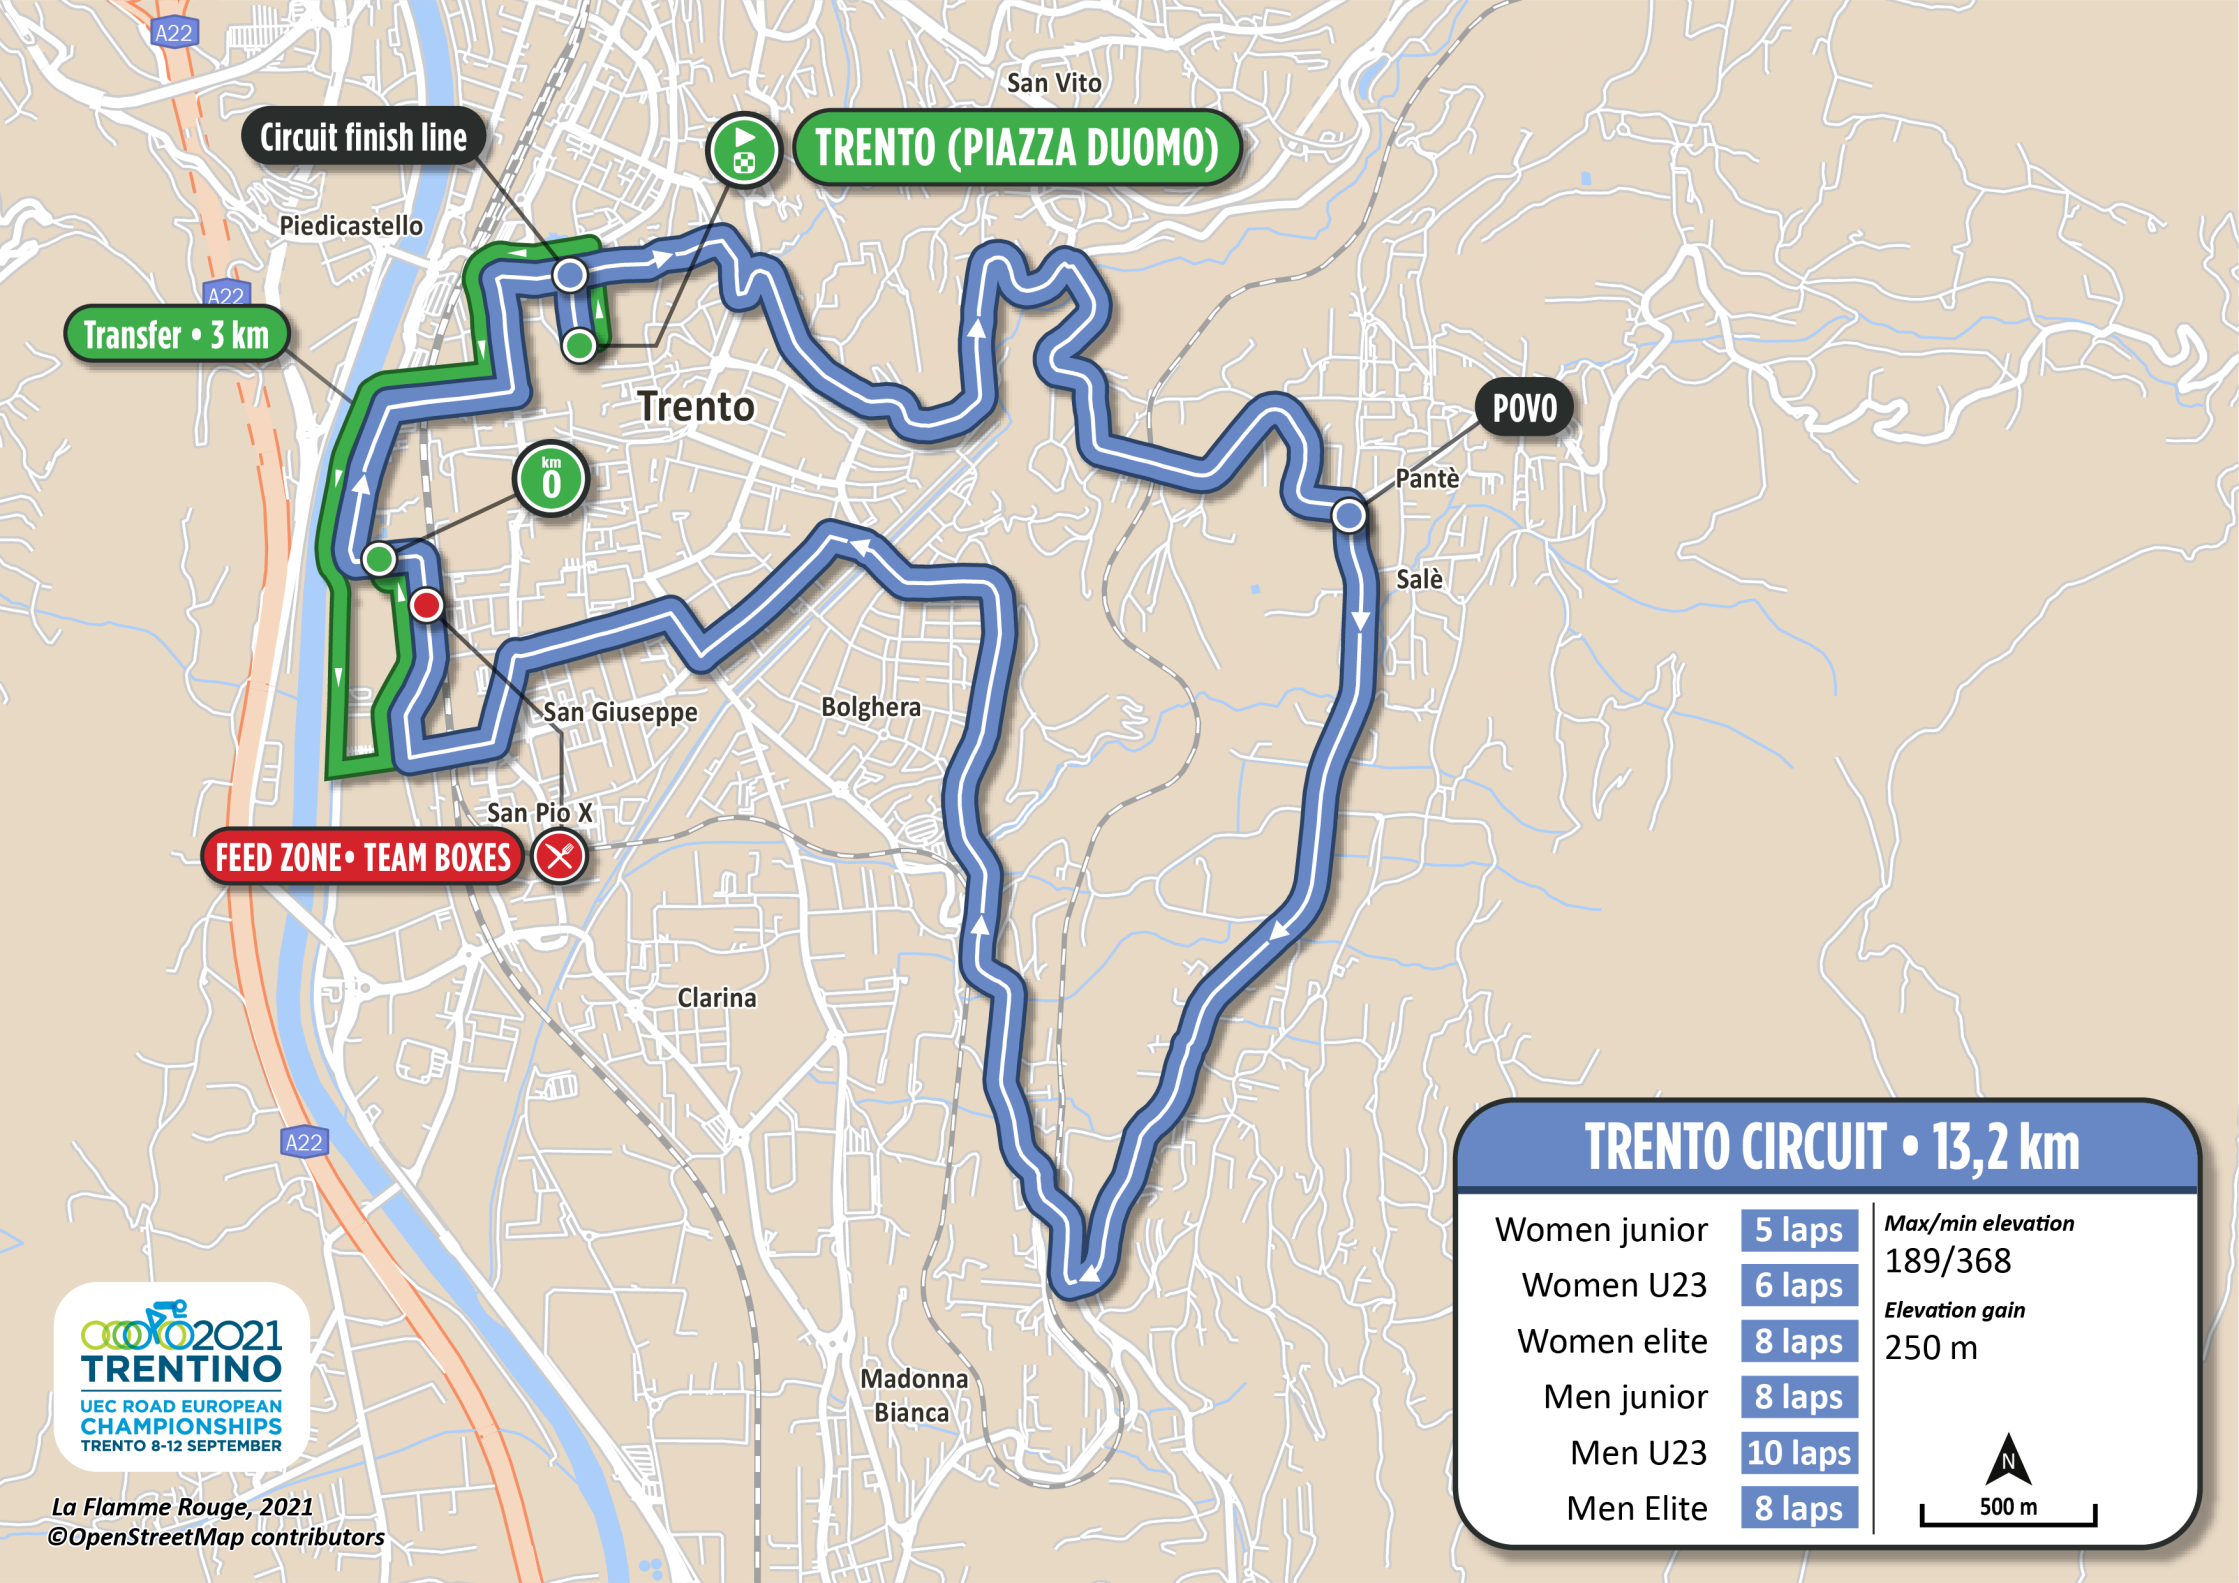 A22
San Vito
Circuit finish line
TRENTO (PIAZZA DUOMO)
Piedicastello
A22
Transfer • 3 km
Trento
POVO
km
0
Pantè
Salè
San Giuseppe
Bolghera
San Pio X
FEED ZONE• TEAM BOXES
Clarina
A22
Madonna
Bianca
TRENTO CIRCUIT • 13,2 km
Women junior 5 laps
Women U23 6 laps
Women elite 8 laps
Men junior 8 laps
Men U23 10 laps
Men Elite 8 laps
Max/min elevation
189/368
Elevation gain
250 m
N
500 m
2021
TRENTINO
UEC ROAD EUROPEAN
CHAMPIONSHIPS
TRENTO 8-12 SEPTEMBER
La Flamme Rouge, 2021
©OpenStreetMap contributors